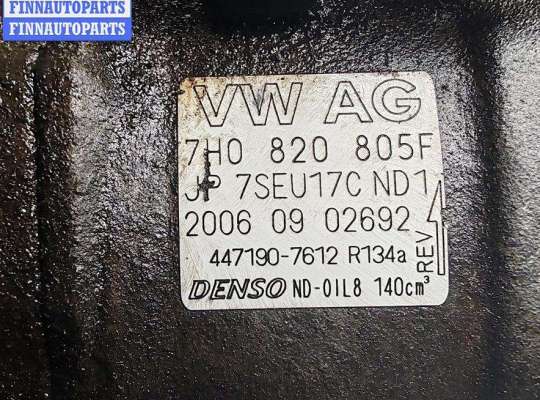 FINNAUTOPARTS
FINNAUTOPARTS
FINNAUTOPARTS
VW AG
7H0 820 805F
JP 7SEU17C ND1
2006 09 02692
447190-7612 R134a
REV
DENSO ND-OIL8 140cm³